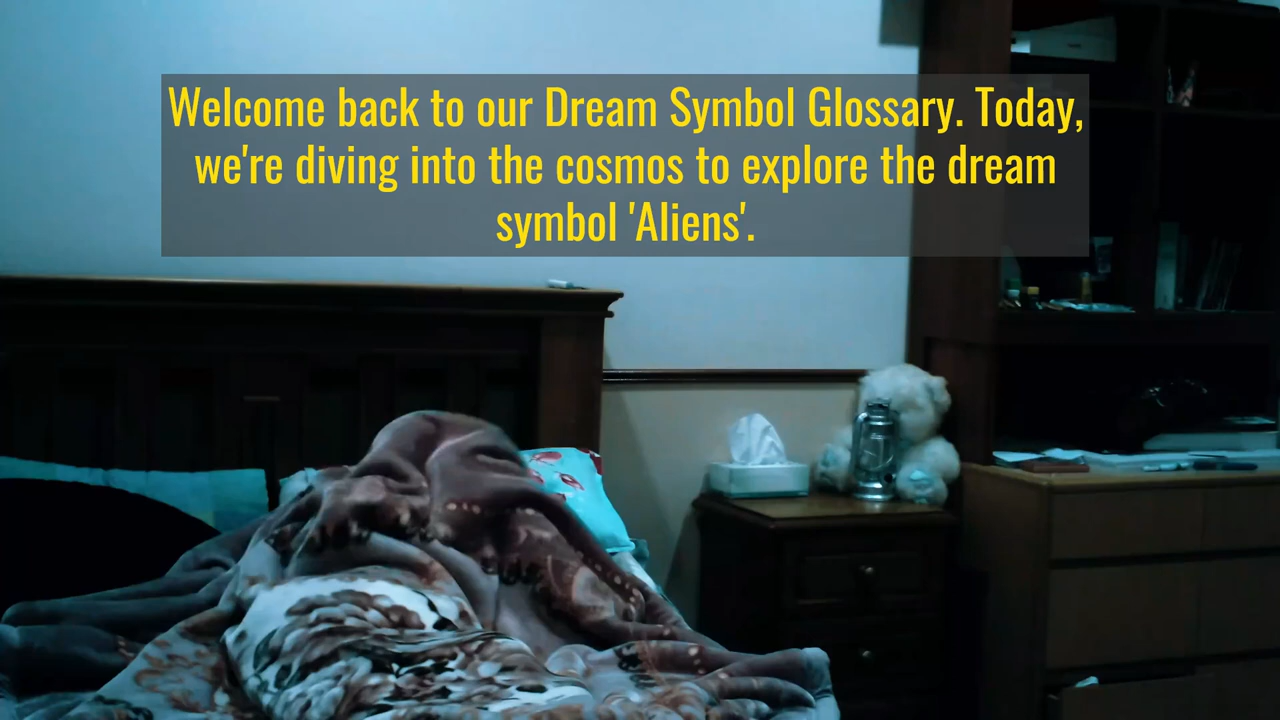 Welcome back to our Dream Symbol Glossary. Today,
we're diving into the cosmos to explore the dream
symbol 'Aliens'.